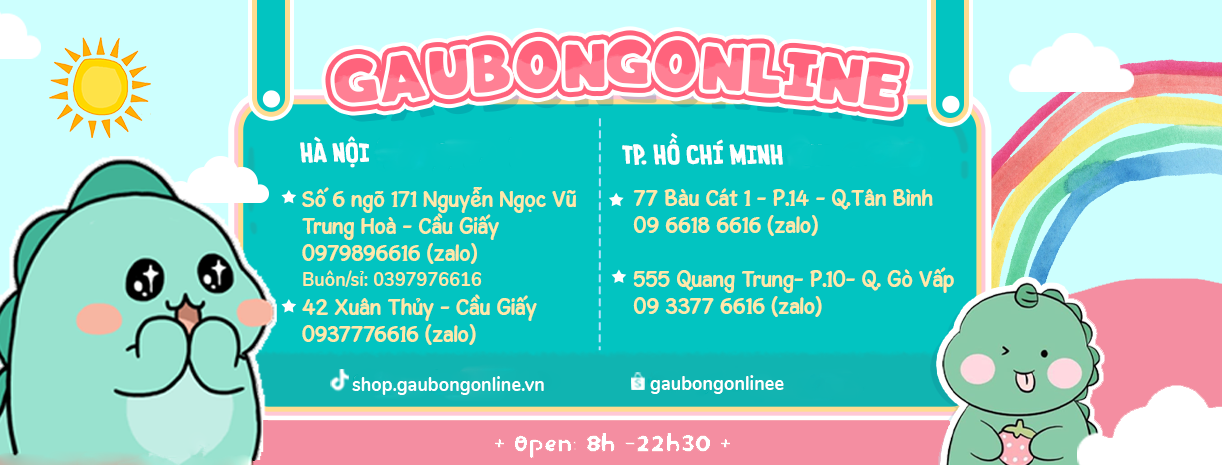 GAUBONGONLINE
HÀ NỘI
Số 6 ngõ 171 Nguyễn Ngọc Vũ
Trung Hoà - Cầu Giấy
0979896616 (zalo)
Buôn/sỉ: 0397976616
42 Xuân Thủy - Cầu Giấy
0937776616 (zalo)
TP. HỒ CHÍ MINH
77 Bàu Cát 1 - P.14 - Q.Tân Bình
09 6618 6616 (zalo)
555 Quang Trung- P.10- Q. Gò Vấp
09 3377 6616 (zalo)
shop.gaubongonline.vn
gaubongonlinee
+ Open: 8h -22h30 +